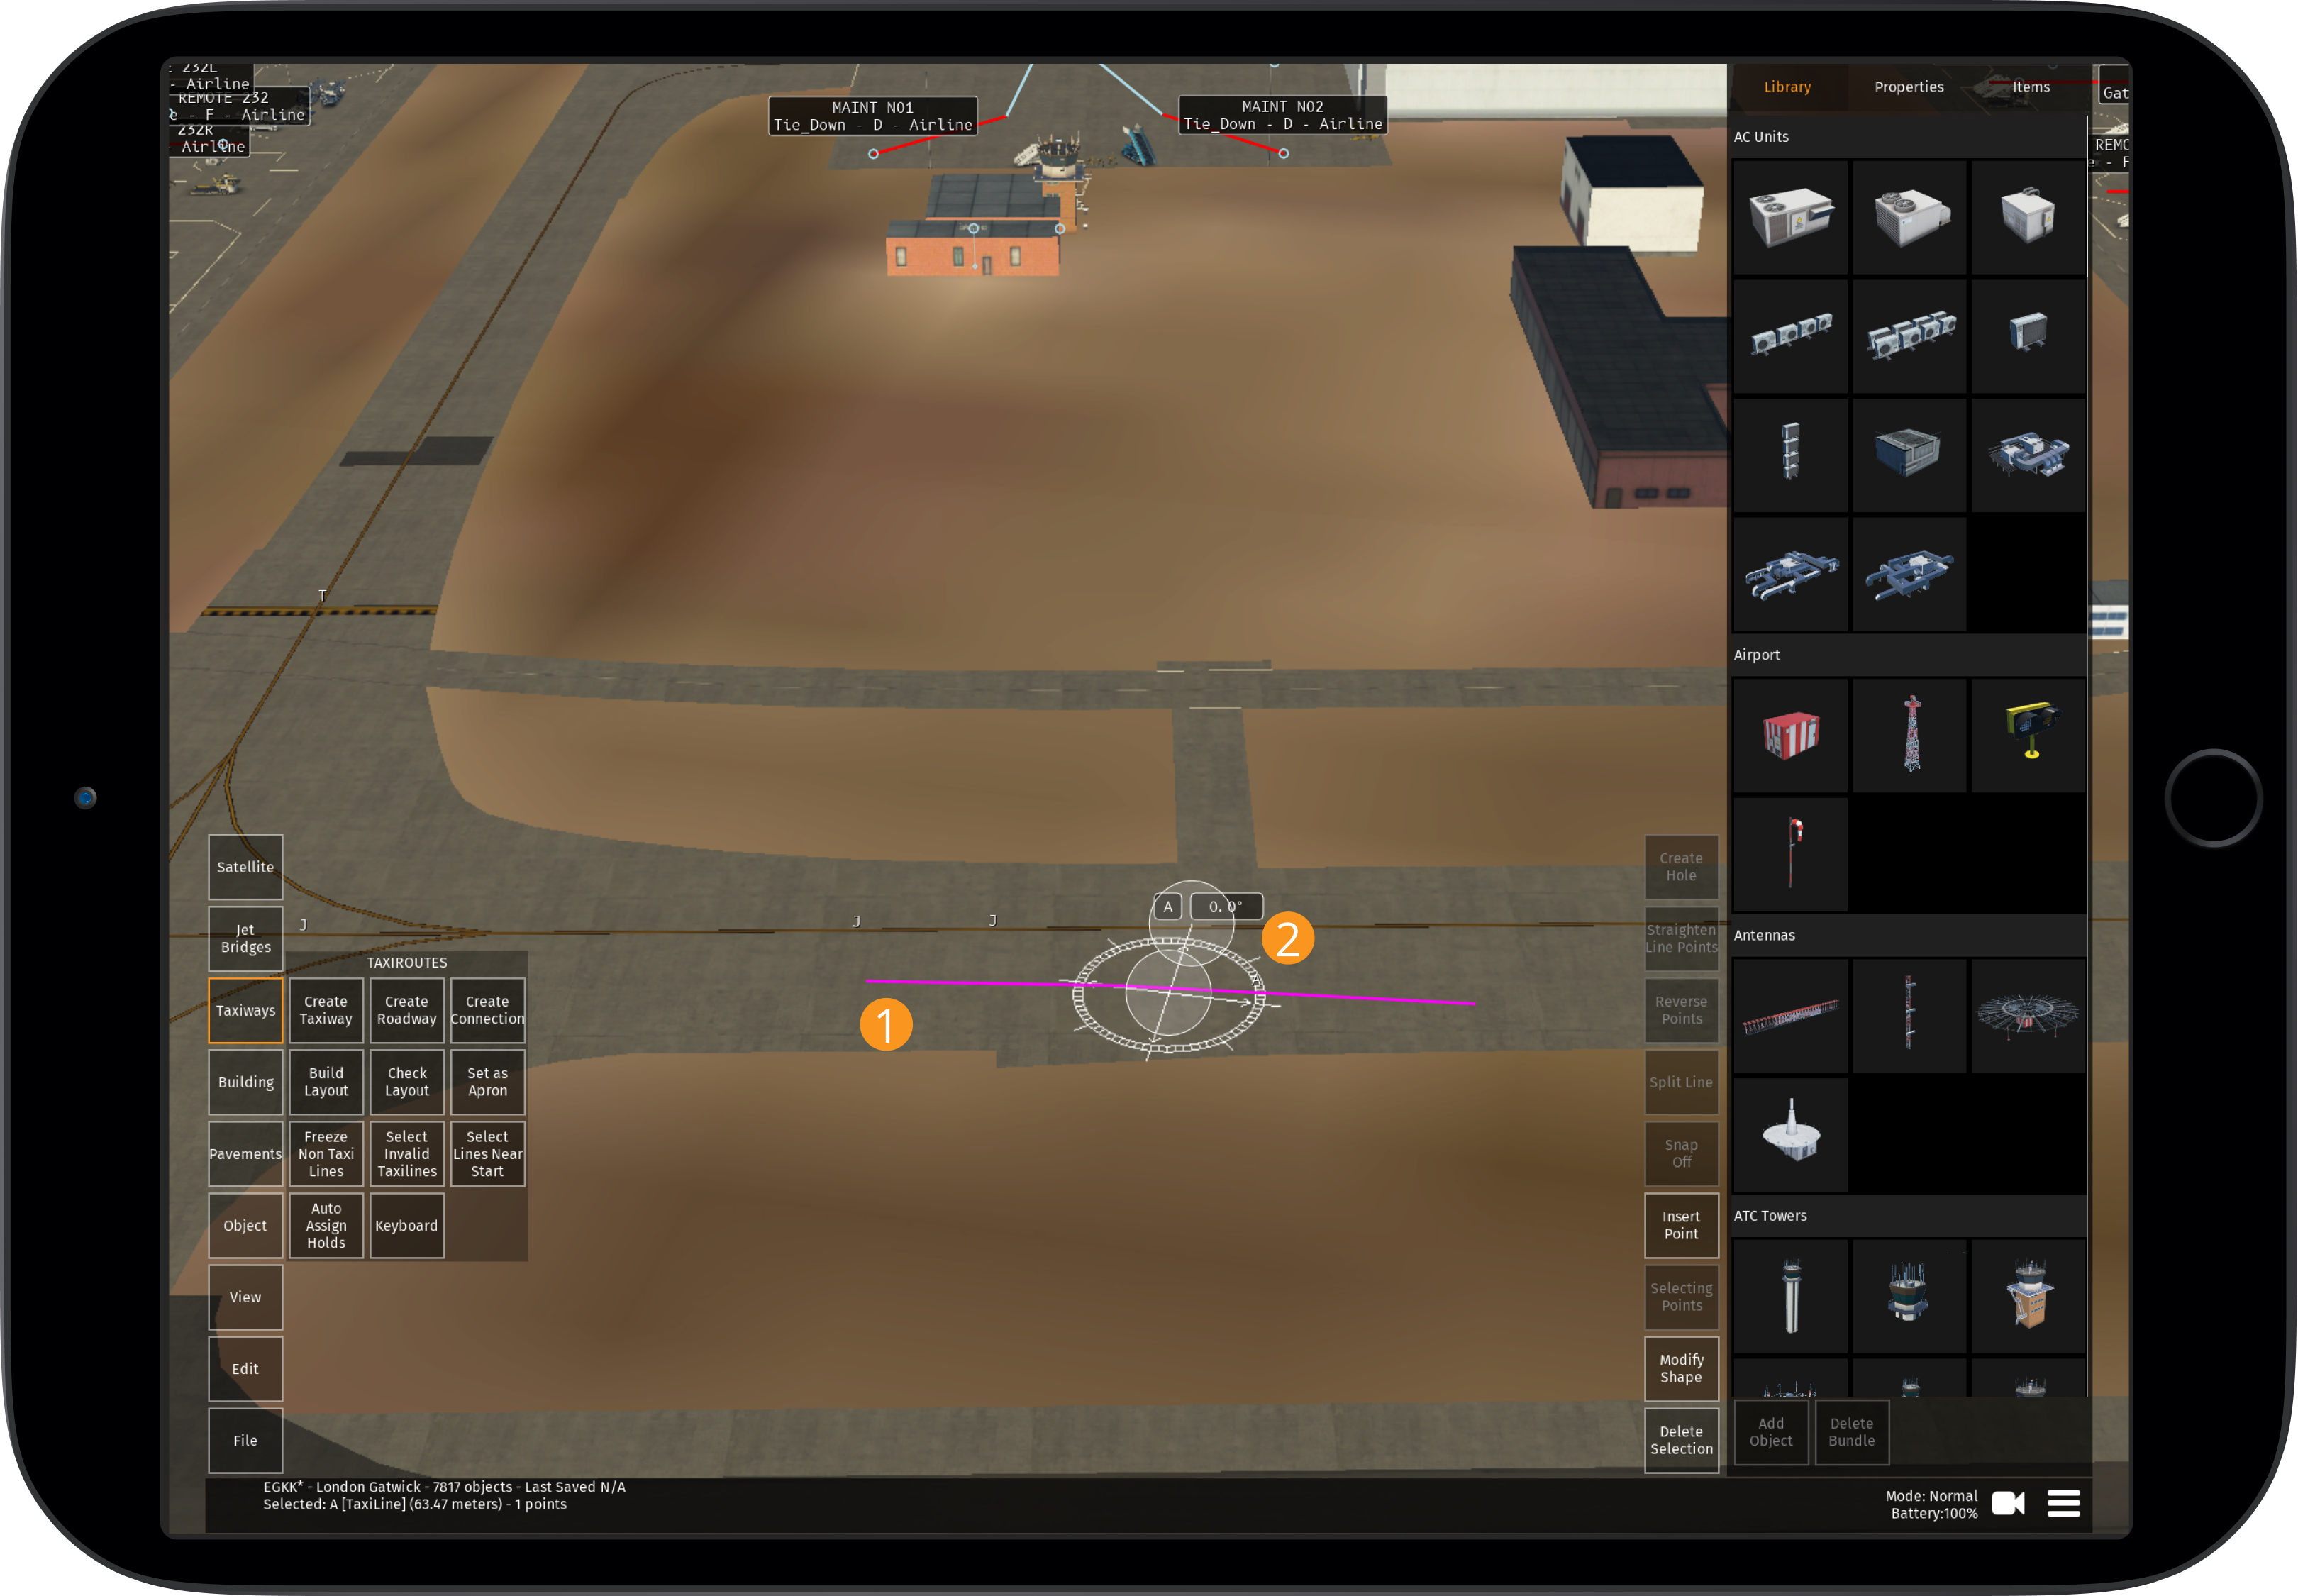 232L
- Airline
REMOTE 232
e - F - Airline
232R
- Airline
MAINT NO1
Tie_Down - D - Airline
MAINT NO2
Tie_Down - D - Airline
Library
Properties
Items
Gat
REMO
e - F
AC Units
T
Airport
Satellite
Jet
Bridges
J
J
J
A
0.0°
2
1
Create
Hole
Straighten
Line Points
Reverse
Points
Split Line
Snap
Off
Insert
Point
Selecting
Points
Modify
Shape
Delete
Selection
Antennas
ATC Towers
TAXIROUTES
Taxiways
Create
Taxiway
Create
Roadway
Create
Connection
Building
Build
Layout
Check
Layout
Set as
Apron
Pavements
Freeze
Non Taxi
Lines
Select
Invalid
Taxilines
Select
Lines Near
Start
Object
Auto
Assign
Holds
Keyboard
View
Edit
File
Add
Object
Delete
Bundle
EGKK* - London Gatwick - 7817 objects - Last Saved N/A
Selected: A [TaxiLine] (63.47 meters) - 1 points
Mode: Normal
Battery:100%